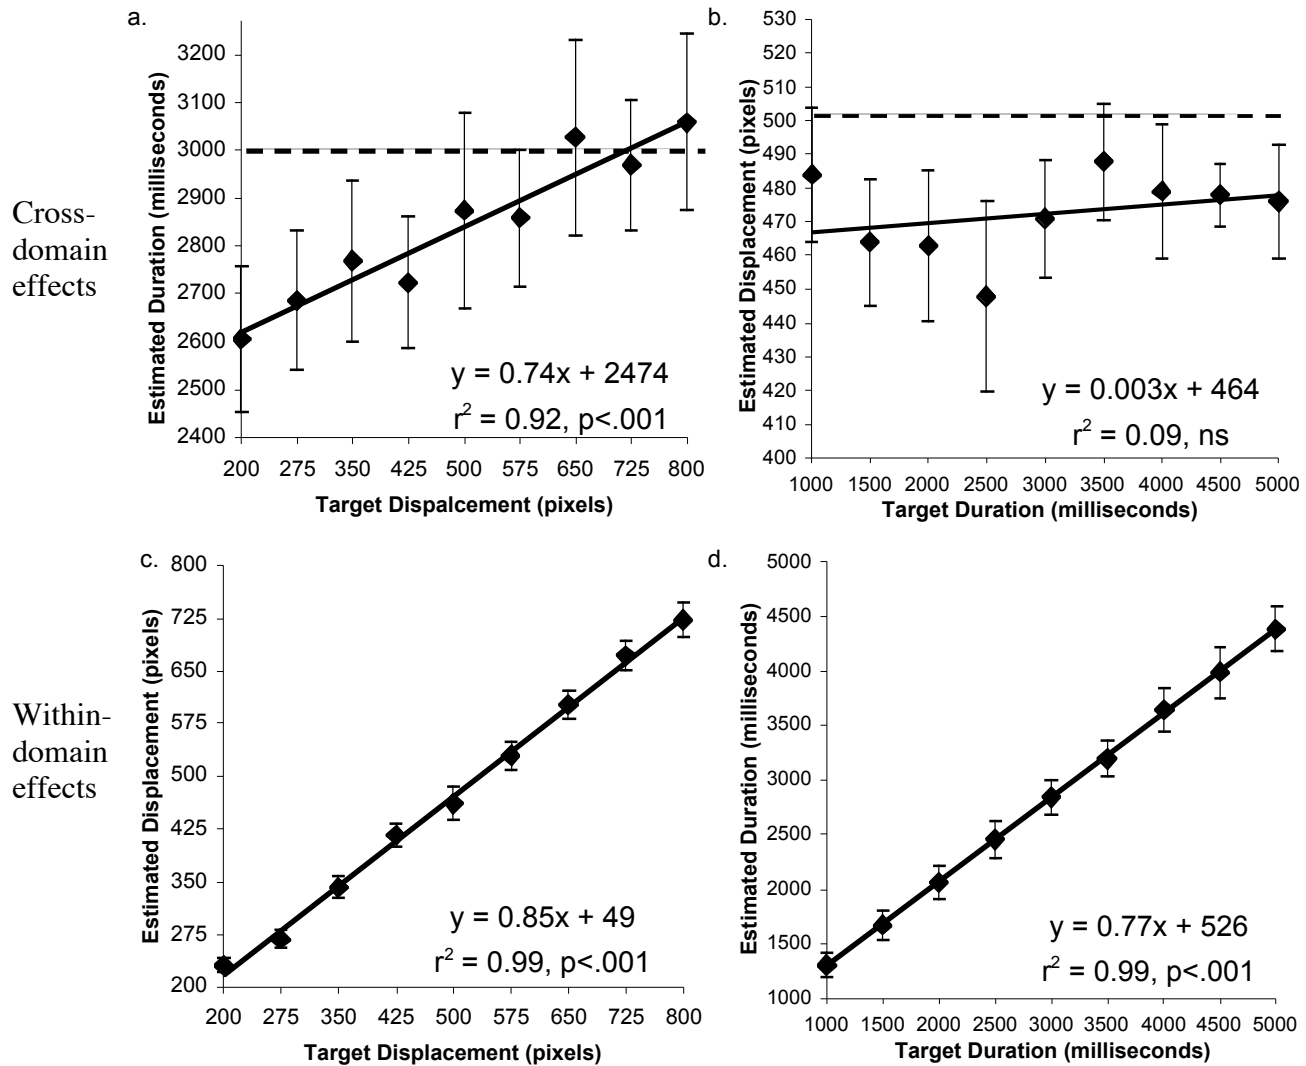 Cross-
domain
effects
a.
Estimated Duration (milliseconds)
3200
3100
3000
2900
2800
2700
2600
2500
2400
y = 0.74x + 2474
r² = 0.92, p<.001
200 275 350 425 500 575 650 725 800
Target Dispalcement (pixels)
b.
Estimated Displacement (pixels)
530
520
510
500
490
480
470
460
450
440
430
420
410
400
y = 0.003x + 464
r² = 0.09, ns
1000 1500 2000 2500 3000 3500 4000 4500 5000
Target Duration (milliseconds)
Within-
domain
effects
c.
Estimated Displacement (pixels)
800
725
650
575
500
425
350
275
200
y = 0.85x + 49
r² = 0.99, p<.001
200 275 350 425 500 575 650 725 800
Target Displacement (pixels)
d.
Estimated Duration (milliseconds)
5000
4500
4000
3500
3000
2500
2000
1500
1000
y = 0.77x + 526
r² = 0.99, p<.001
1000 1500 2000 2500 3000 3500 4000 4500 5000
Target Duration (milliseconds)